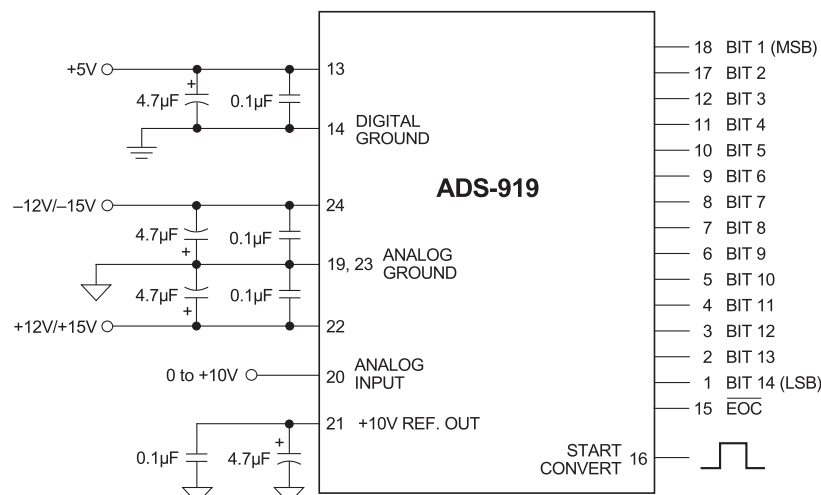 +5V
4.7µF
+
0.1µF
13
14 DIGITAL
GROUND
–12V/–15V
24
4.7µF
+
0.1µF
19, 23 ANALOG
GROUND
4.7µF
+
0.1µF
+12V/+15V
22
0 to +10V
20 ANALOG
INPUT
21 +10V REF. OUT
0.1µF
4.7µF
+
ADS-919
18 BIT 1 (MSB)
17 BIT 2
12 BIT 3
11 BIT 4
10 BIT 5
9 BIT 6
8 BIT 7
7 BIT 8
6 BIT 9
5 BIT 10
4 BIT 11
3 BIT 12
2 BIT 13
1 BIT 14 (LSB)
15 EOC
START
CONVERT 16